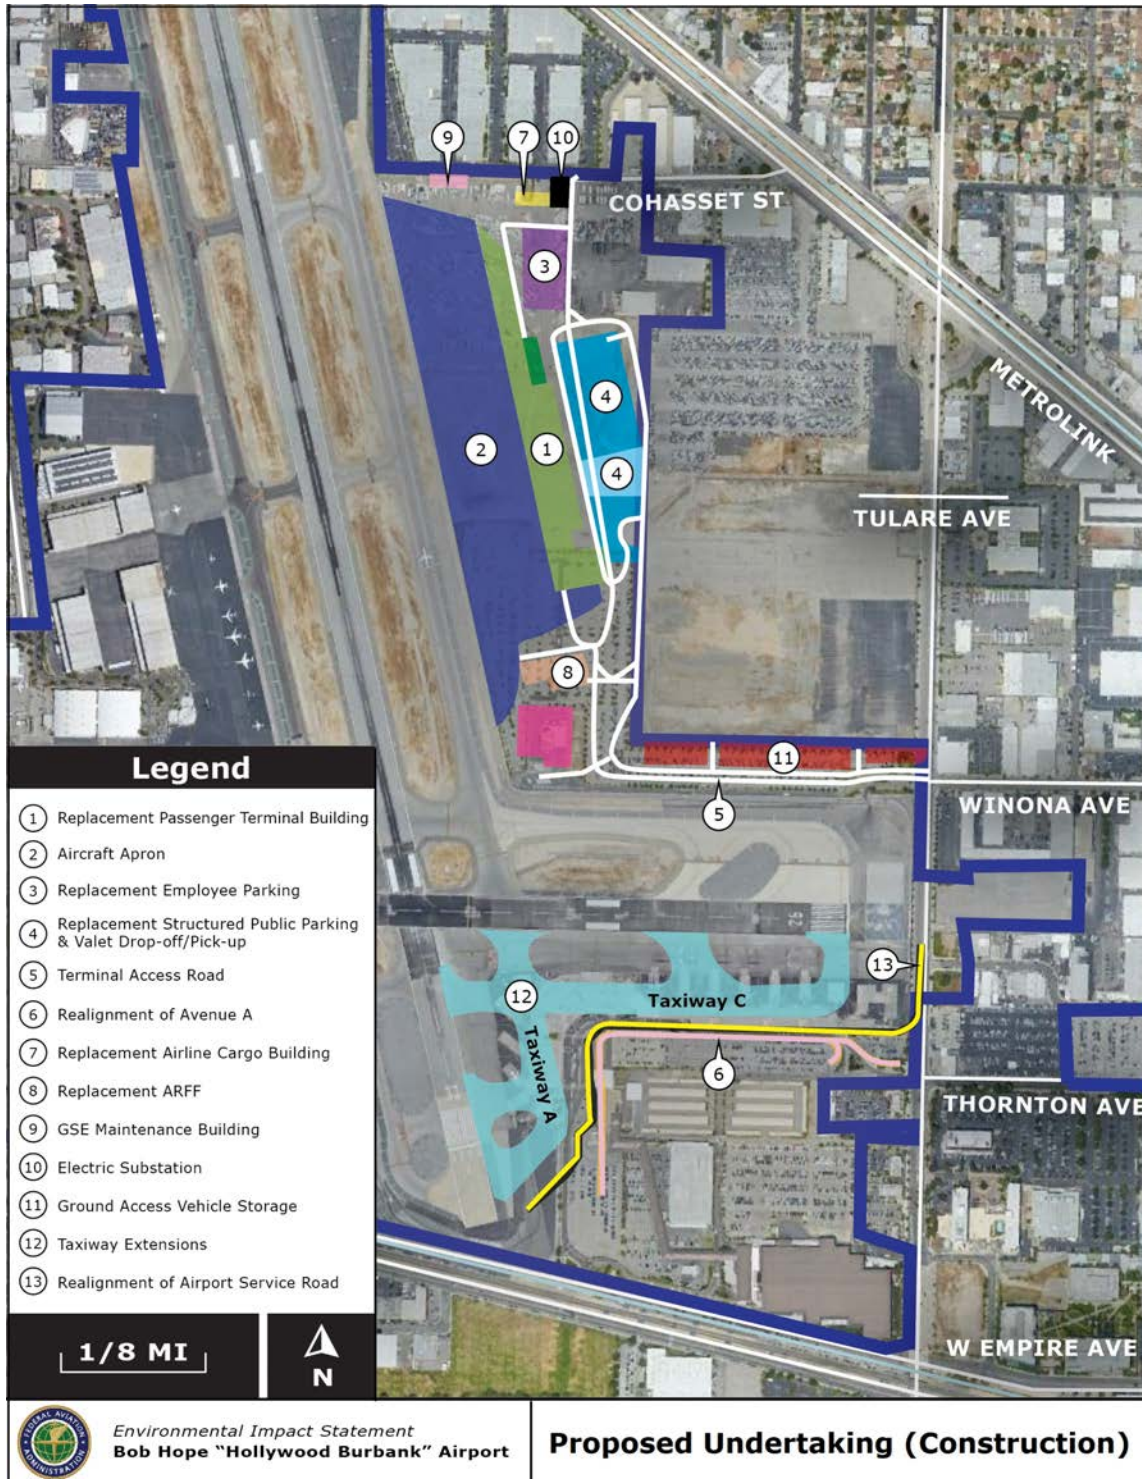 9
7
10
COHASSET ST
3
4
METROLINK
2
1
4
TULARE AVE
8
11
5
WINONA AVE
26
13
12
Taxiway C
Taxiway A
6
THORNTON AVE
W EMPIRE AVE
Legend
1 Replacement Passenger Terminal Building
2 Aircraft Apron
3 Replacement Employee Parking
4 Replacement Structured Public Parking
& Valet Drop-off/Pick-up
5 Terminal Access Road
6 Realignment of Avenue A
7 Replacement Airline Cargo Building
8 Replacement ARFF
9 GSE Maintenance Building
10 Electric Substation
11 Ground Access Vehicle Storage
12 Taxiway Extensions
13 Realignment of Airport Service Road
1/8 MI
N
FEDERAL AVIATION
ADMINISTRATION
Environmental Impact Statement
Bob Hope “Hollywood Burbank” Airport
Proposed Undertaking (Construction)